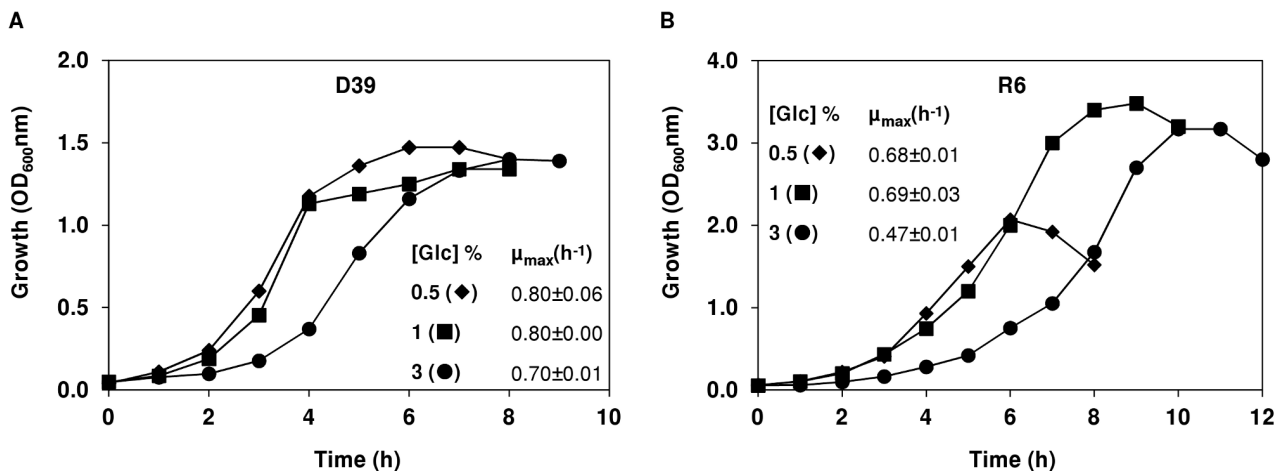 A
D39
Growth (OD₆₀₀nm)
2.0
1.5
1.0
0.5
0.0
[Glc] % µmax(h⁻¹)
0.5 (◆) 0.80±0.06
1 (■) 0.80±0.00
3 (●) 0.70±0.01
0 2 4 6 8 10
Time (h)
B
R6
Growth (OD₆₀₀nm)
4.0
3.0
2.0
1.0
0.0
[Glc] % µmax(h⁻¹)
0.5 (◆) 0.68±0.01
1 (■) 0.69±0.03
3 (●) 0.47±0.01
0 2 4 6 8 10 12
Time (h)